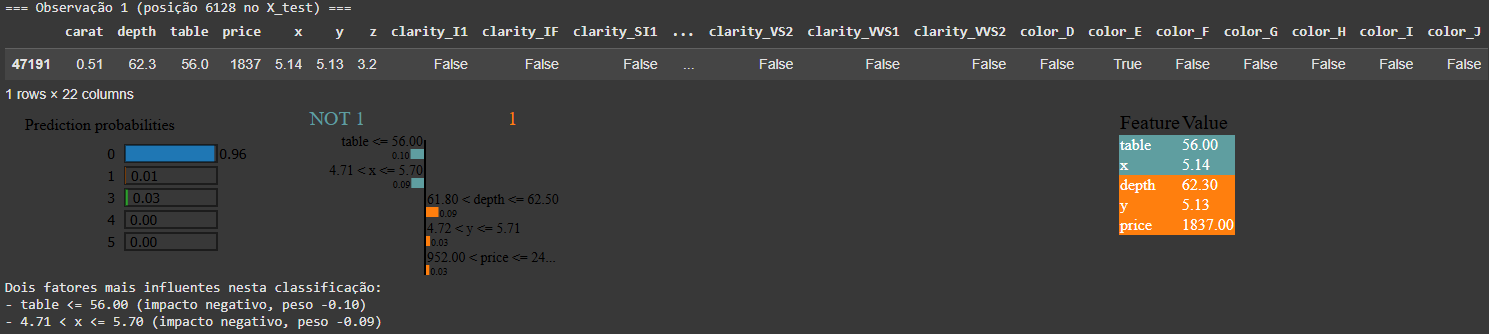 === Observação 1 (posição 6128 no X_test) ===
carat depth table price x y z clarity_I1 clarity_IF clarity_SI1 ... clarity_VS2 clarity_VVS1 clarity_VVS2 color_D color_E color_F color_G color_H color_I color_J
47191 0.51 62.3 56.0 1837 5.14 5.13 3.2 False False False ... False False False False True False False False False False
1 rows × 22 columns
Prediction probabilities
0 0.96
1 0.01
3 0.03
4 0.00
5 0.00
NOT 1 1
table <= 56.00
0.10
4.71 < x <= 5.70
0.09
61.80 < depth <= 62.50
0.09
4.72 < y <= 5.71
0.03
952.00 < price <= 24...
0.03
Feature Value
table 56.00
x 5.14
depth 62.30
y 5.13
price 1837.00
Dois fatores mais influentes nesta classificação:
- table <= 56.00 (impacto negativo, peso -0.10)
- 4.71 < x <= 5.70 (impacto negativo, peso -0.09)